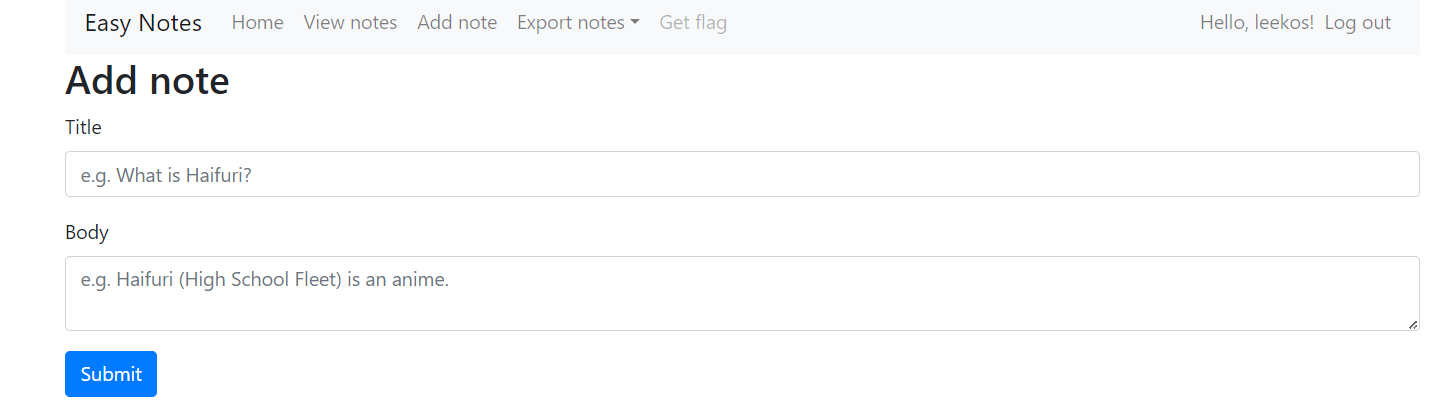 Easy Notes Home View notes Add note Export notes Get flag Hello, leekos! Log out
Add note
Title
e.g. What is Haifuri?
Body
e.g. Haifuri (High School Fleet) is an anime.
Submit